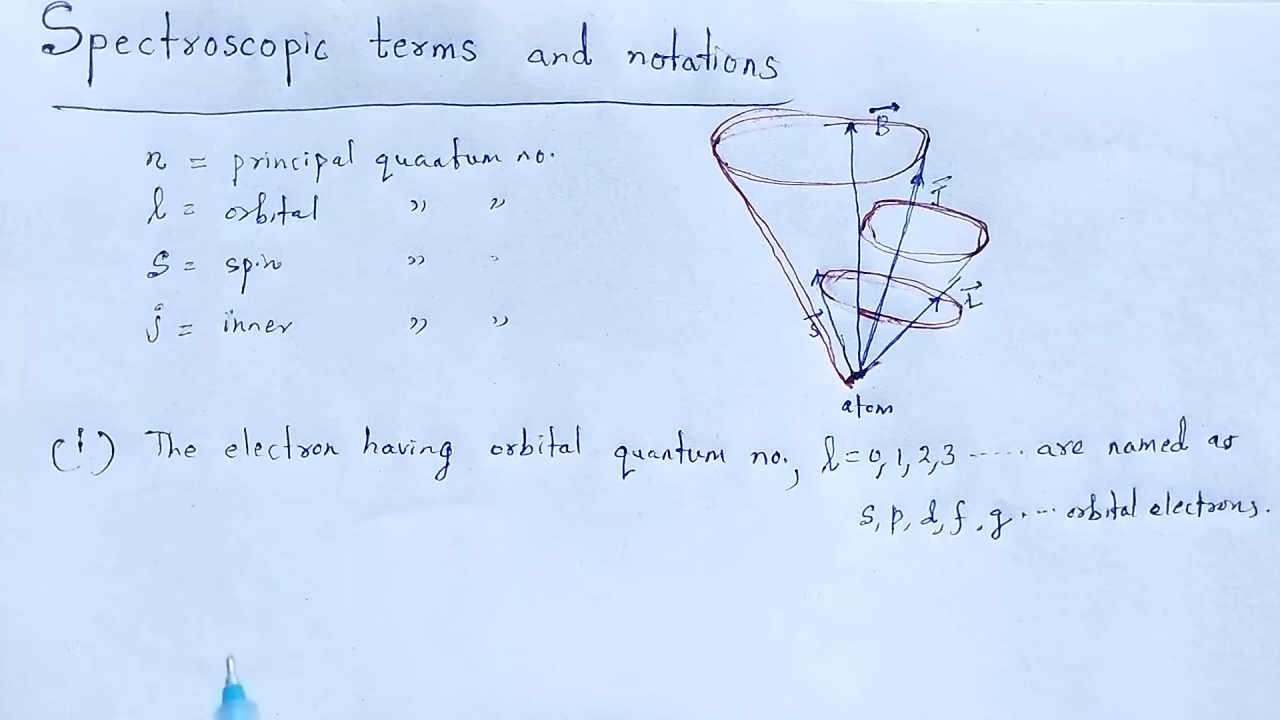 Spectroscopic terms and notations
n = principal quantum no.
l = orbital " "
S = spin " "
j = inner " "
B
J
L
S
atom
(i) The electron having orbital quantum no., l = 0, 1, 2, 3 ...... are named as
s, p, d, f, g, .... orbital electrons.